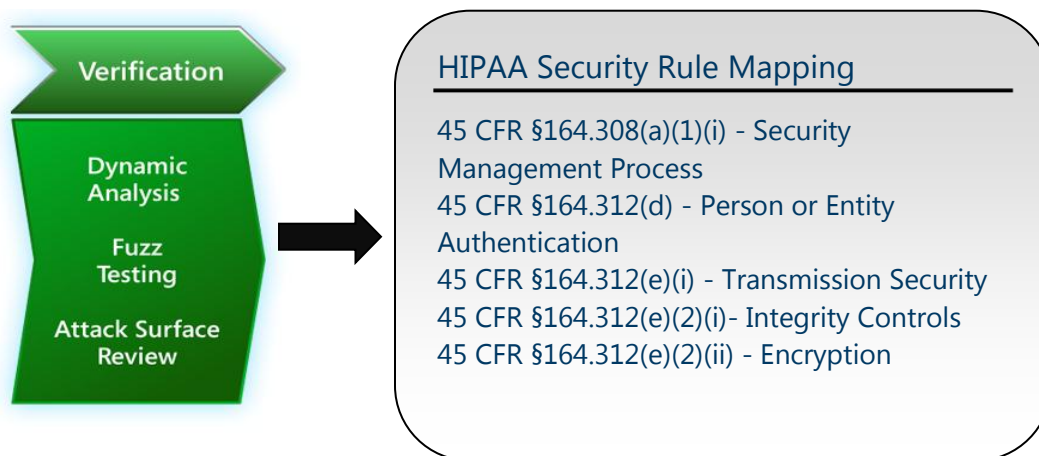 Verification
Dynamic
Analysis
Fuzz
Testing
Attack Surface
Review
HIPAA Security Rule Mapping
45 CFR §164.308(a)(1)(i) - Security
Management Process
45 CFR §164.312(d) - Person or Entity
Authentication
45 CFR §164.312(e)(i) - Transmission Security
45 CFR §164.312(e)(2)(i)- Integrity Controls
45 CFR §164.312(e)(2)(ii) - Encryption